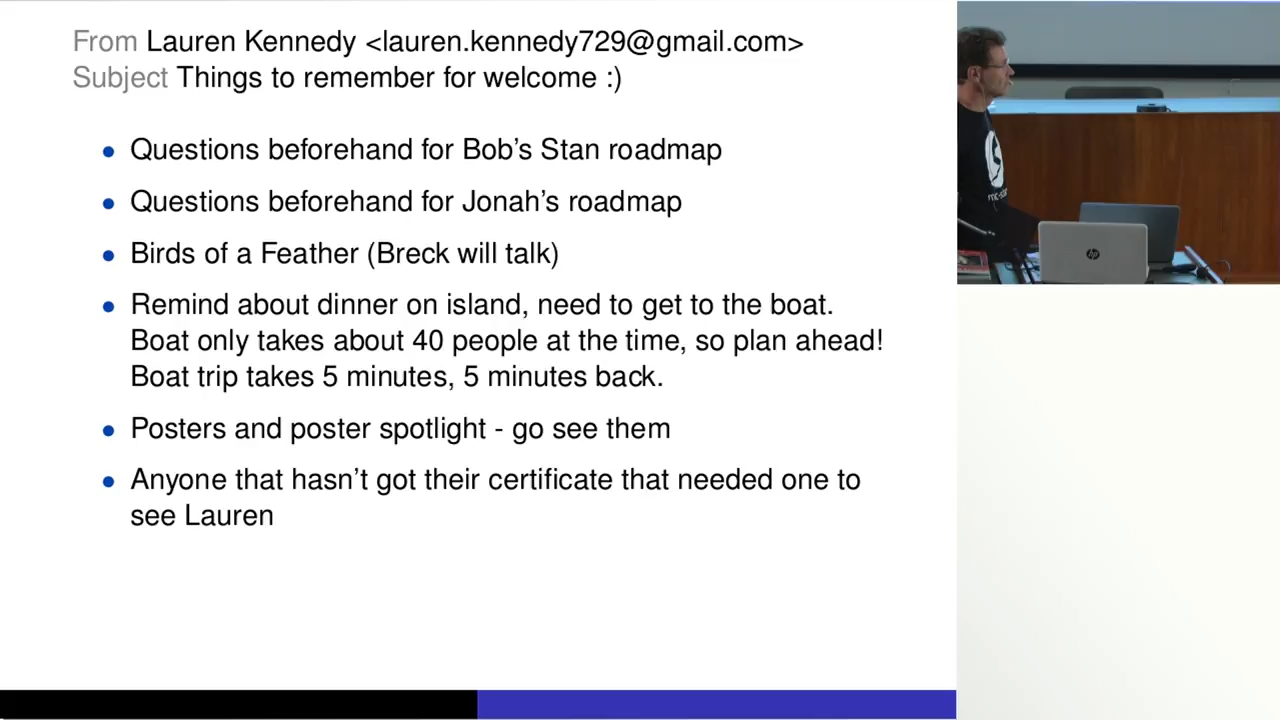 From Lauren Kennedy <lauren.kennedy729@gmail.com>
Subject Things to remember for welcome :)
• Questions beforehand for Bob's Stan roadmap
• Questions beforehand for Jonah's roadmap
• Birds of a Feather (Breck will talk)
• Remind about dinner on island, need to get to the boat.
Boat only takes about 40 people at the time, so plan ahead!
Boat trip takes 5 minutes, 5 minutes back.
• Posters and poster spotlight - go see them
• Anyone that hasn't got their certificate that needed one to
see Lauren
hp